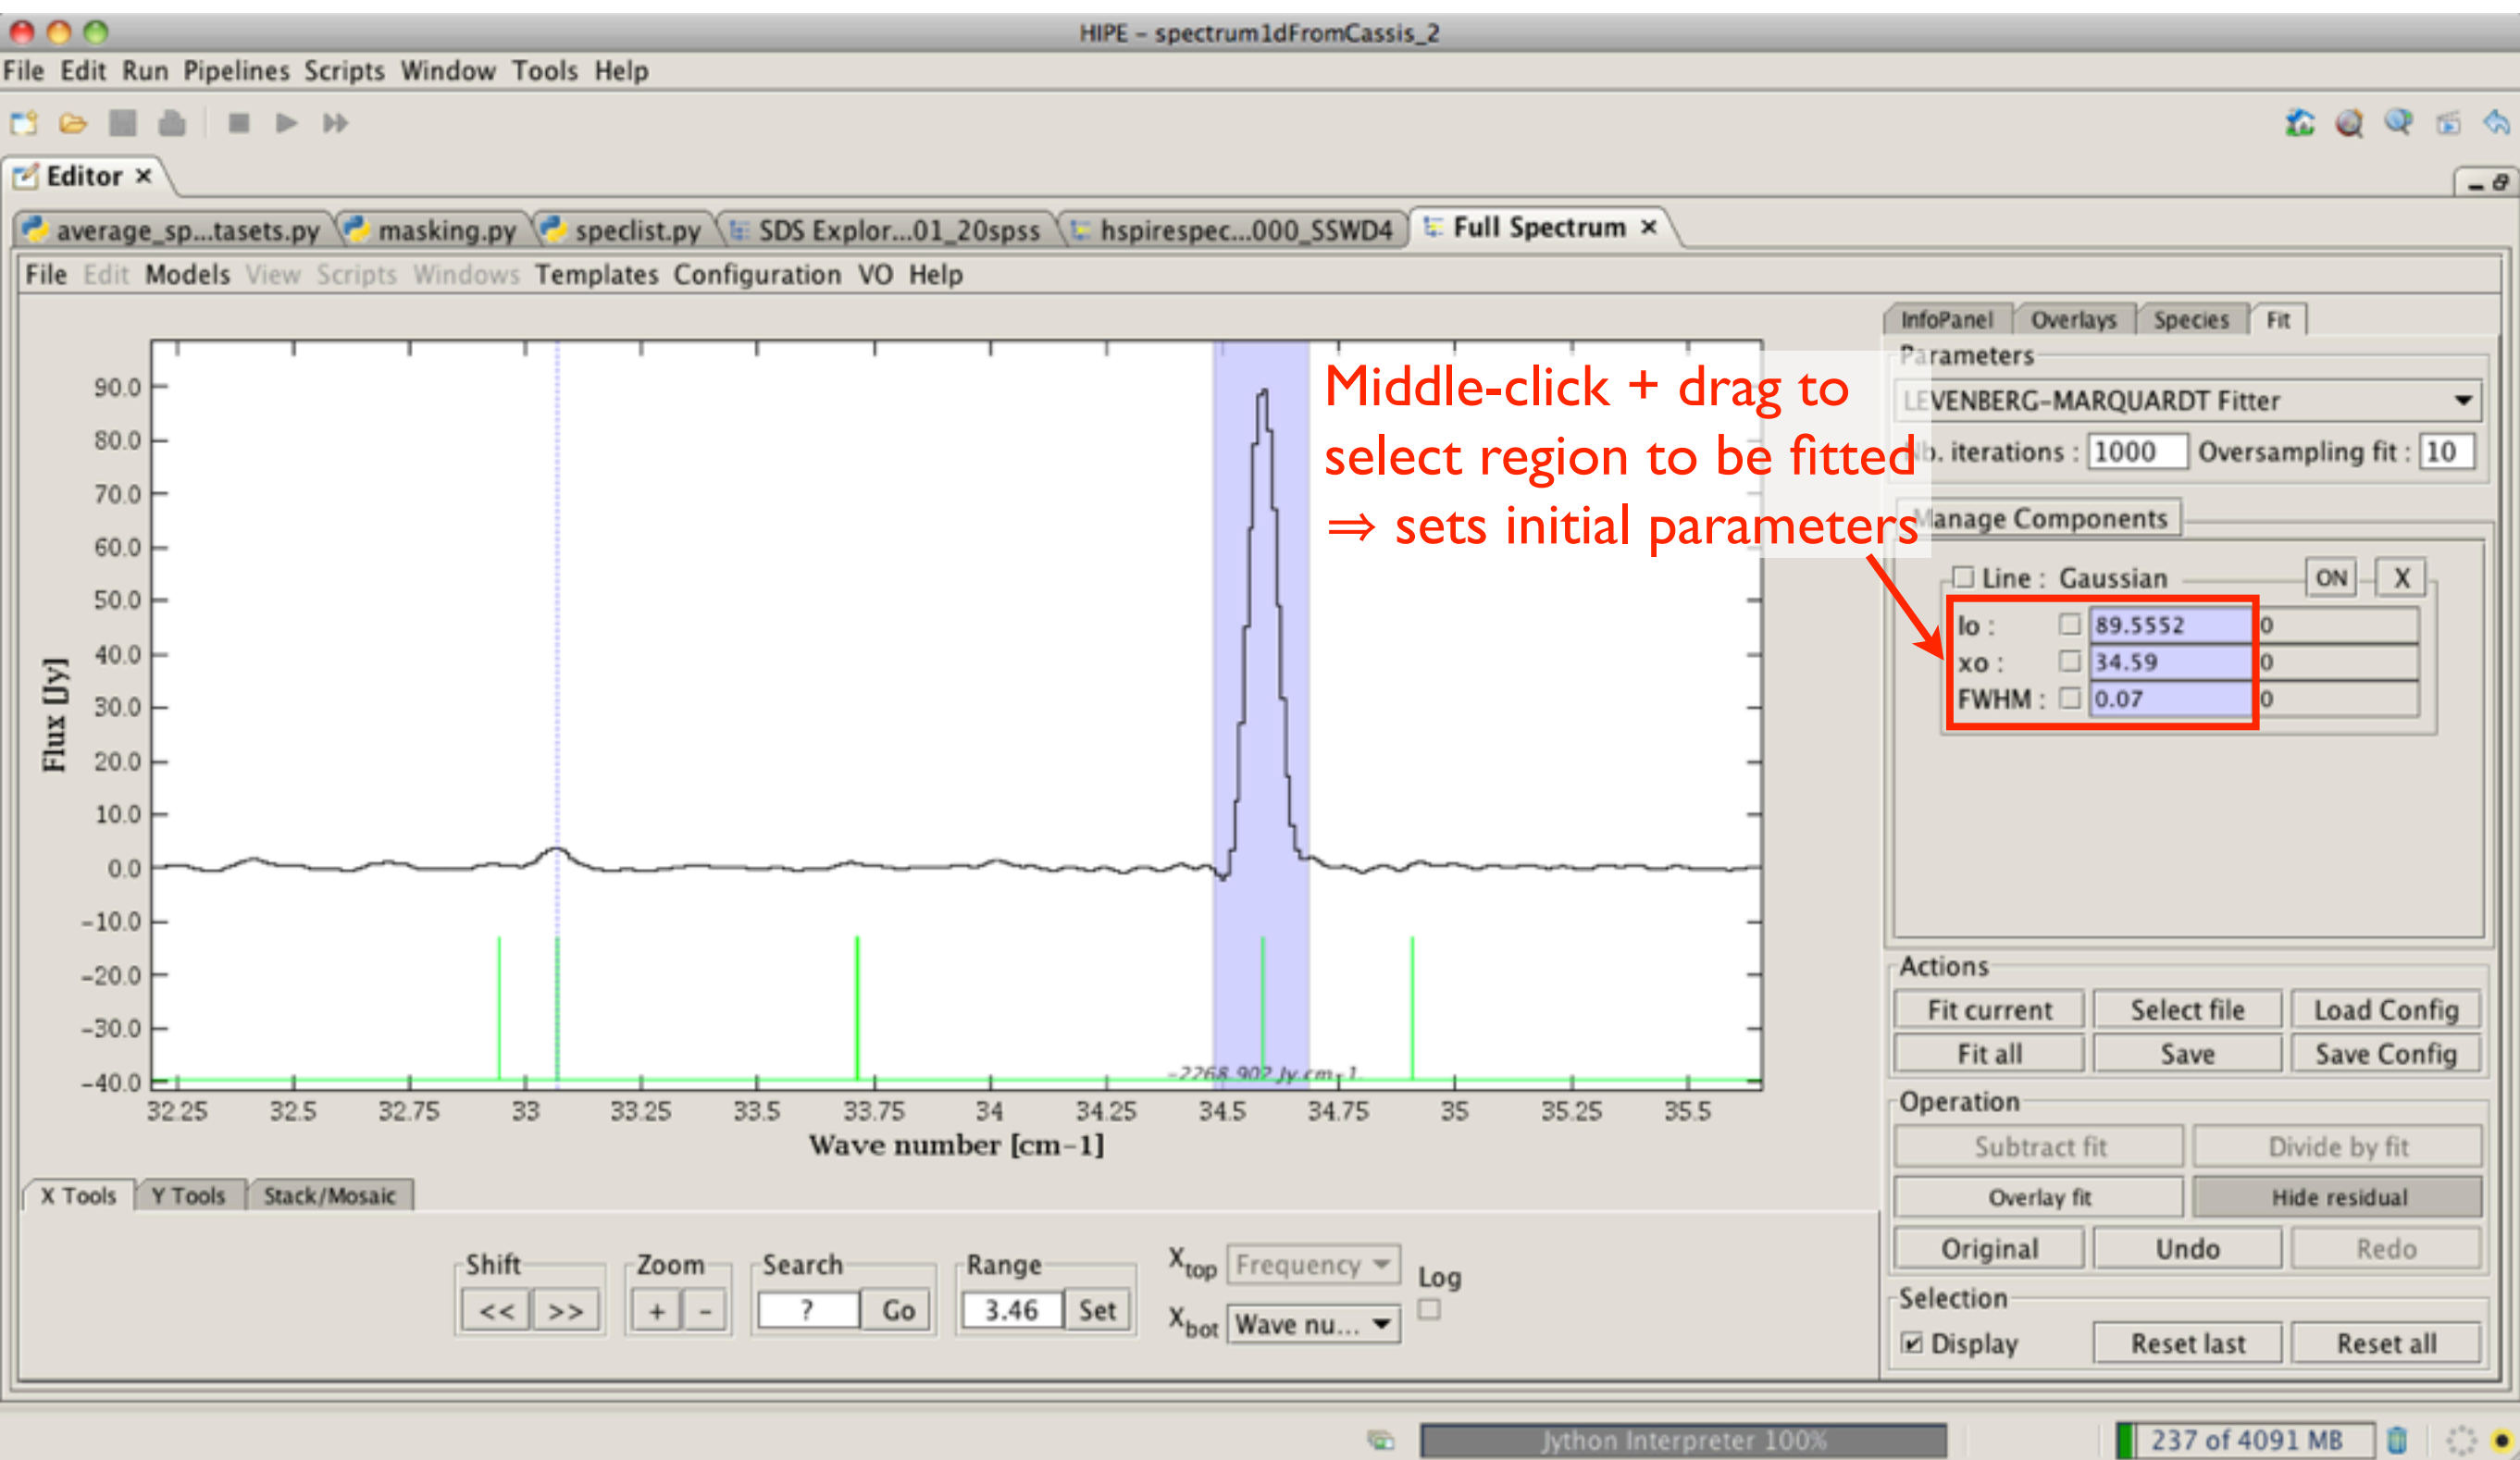 HIPE – spectrum1dFromCassis_2
File Edit Run Pipelines Scripts Window Tools Help
Editor ×
average_sp...tasets.py masking.py speclist.py SDS Explor...01_20spss hspirespec...000_SSWD4 Full Spectrum ×
File Edit Models View Scripts Windows Templates Configuration VO Help
InfoPanel Overlays Species Fit
Parameters
LEVENBERG-MARQUARDT Fitter
Nb. iterations : 1000 Oversampling fit : 10
Manage Components
Line : Gaussian ON X
Io : 89.5552 0
xo : 34.59 0
FWHM : 0.07 0
Middle-click + drag to
select region to be fitted
⇒ sets initial parameters
Flux [Jy]
90.0
80.0
70.0
60.0
50.0
40.0
30.0
20.0
10.0
0.0
-10.0
-20.0
-30.0
-40.0
-2268.902 Jy.cm-1.
32.25 32.5 32.75 33 33.25 33.5 33.75 34 34.25 34.5 34.75 35 35.25 35.5
Wave number [cm-1]
Actions
Fit current Select file Load Config
Fit all Save Save Config
Operation
Subtract fit Divide by fit
Overlay fit Hide residual
Original Undo Redo
Selection
Display Reset last Reset all
X Tools Y Tools Stack/Mosaic
Shift Zoom Search Range
<< >> + - ? Go 3.46 Set
Xtop Frequency
Xbot Wave nu...
Log
Jython Interpreter 100%
237 of 4091 MB